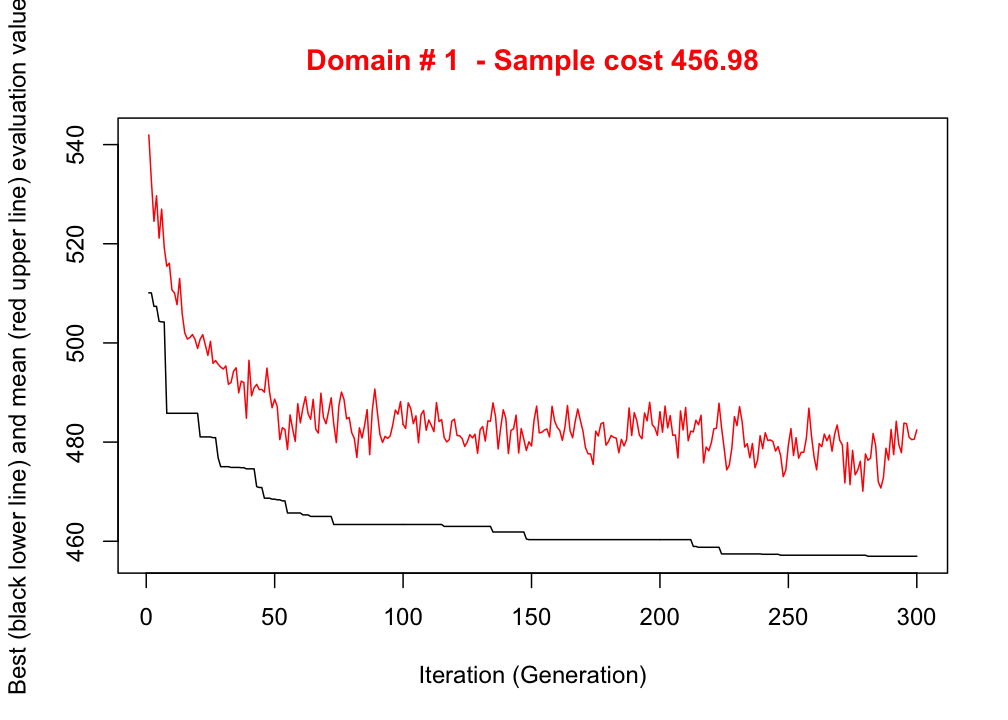 Domain # 1  - Sample cost 456.98
Best (black lower line) and mean (red upper line) evaluation value
540
520
500
480
460
0 50 100 150 200 250 300
Iteration (Generation)